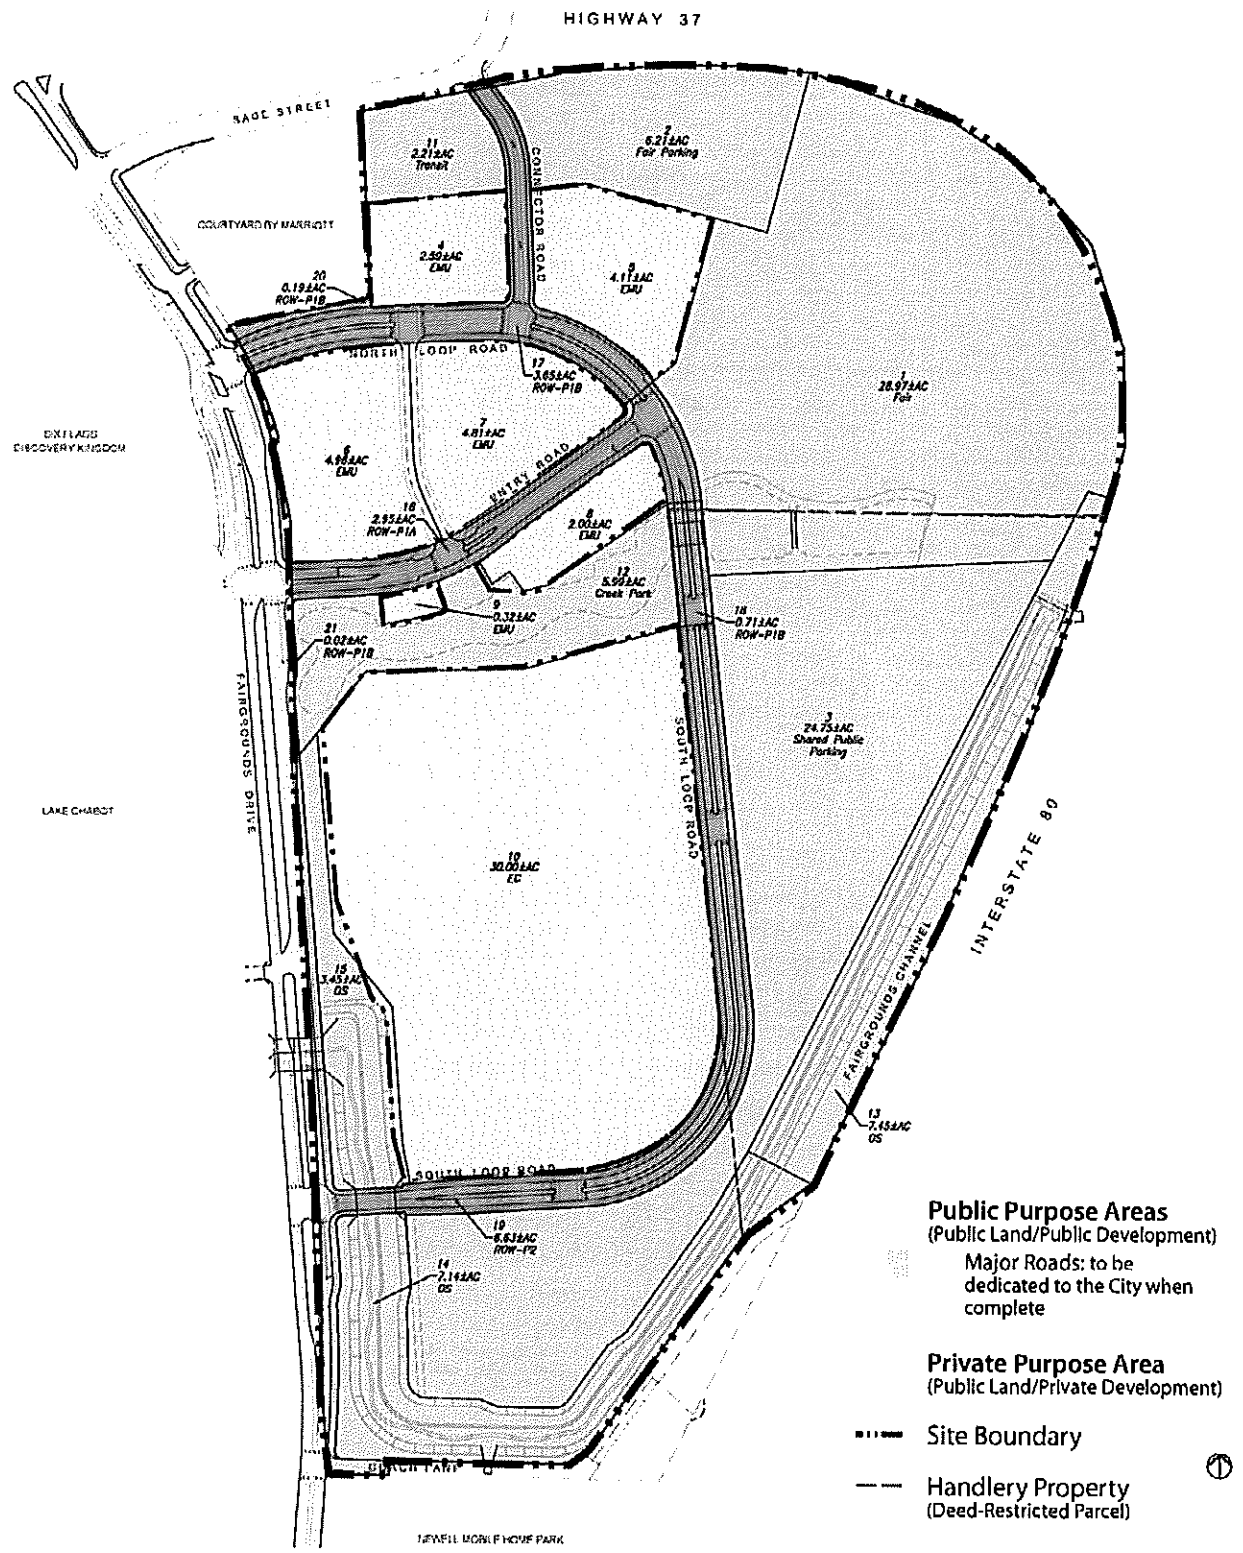 HIGHWAY 37
SAGE STREET
11
2.21±AC
Transit
2
6.21±AC
Fair Parking
CONNECTOR ROAD
COURTYARD BY MARRIOTT
4
2.50±AC
EMU
5
4.11±AC
EMU
20
0.19±AC
ROW-P1B
NORTH LOOP ROAD
17
3.65±AC
ROW-P1B
1
28.97±AC
Fair
SIX FLAGS
DISCOVERY KINGDOM
6
4.96±AC
EMU
7
4.81±AC
EMU
ENTRY ROAD
16
2.95±AC
ROW-P1A
8
2.00±AC
EMU
12
5.90±AC
Creek Park
9
0.32±AC
EMU
18
0.71±AC
ROW-P1B
21
0.02±AC
ROW-P1B
FAIRGROUNDS DRIVE
SOUTH LOOP ROAD
3
24.75±AC
Shared Public
Parking
LAKE CHABOT
10
30.00±AC
EC
INTERSTATE 80
FAIRGROUNDS CHANNEL
15
3.45±AC
OS
13
7.45±AC
OS
SOUTH LOOP ROAD
19
6.63±AC
ROW-P2
14
7.14±AC
OS
Public Purpose Areas
(Public Land/Public Development)
Major Roads: to be
dedicated to the City when
complete
Private Purpose Area
(Public Land/Private Development)
Site Boundary
Handlery Property
(Deed-Restricted Parcel)
NEWELL MOBILE HOME PARK